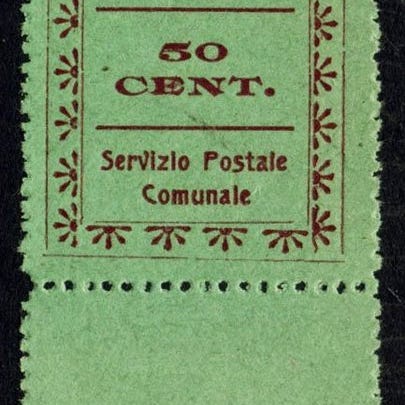 50
CENT.
Servizio Postale
Comunale